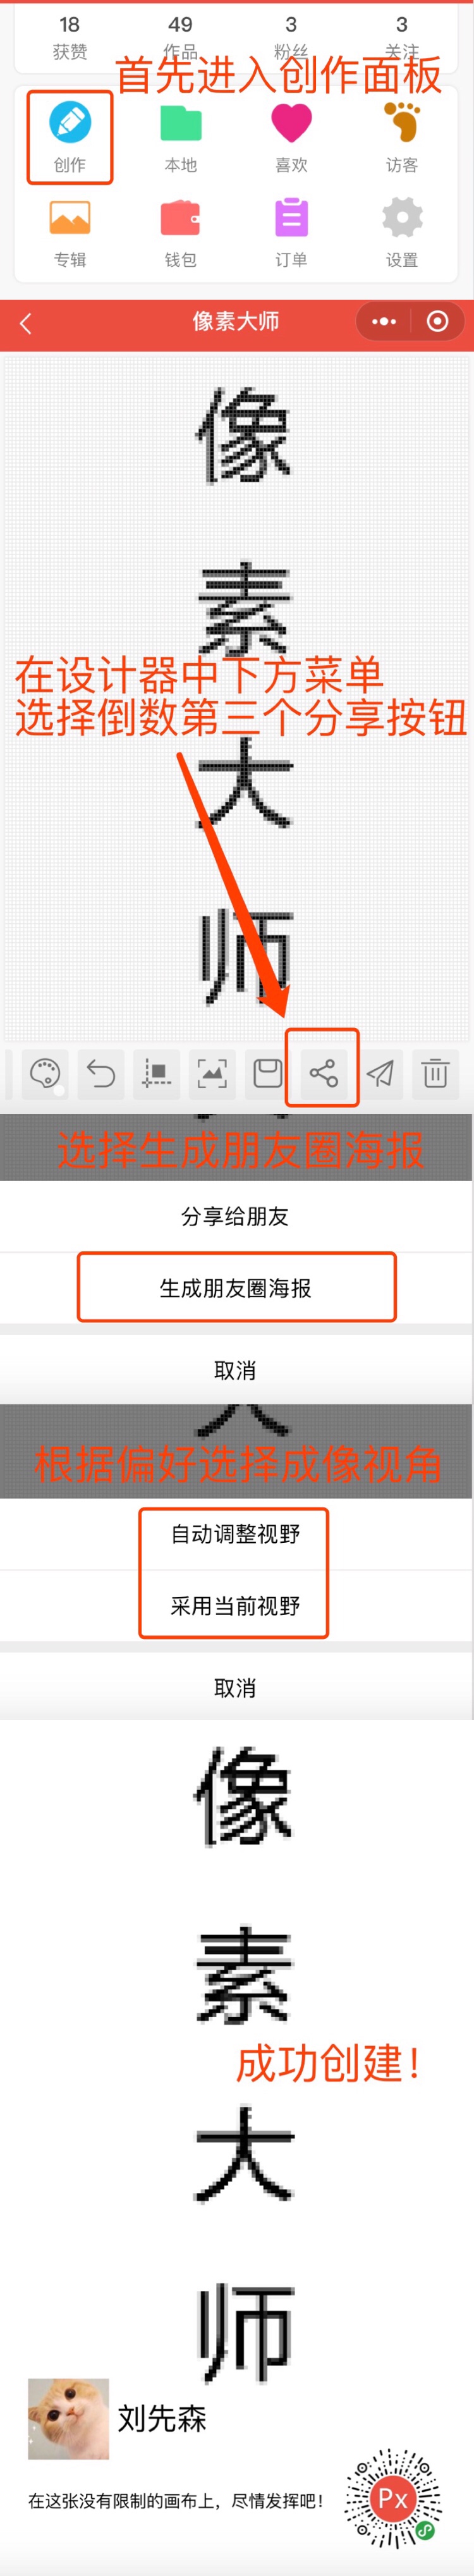 18 49 3 3
获赞 作品 粉丝 关注
首先进入创作面板
创作 本地 喜欢 访客
专辑 钱包 订单 设置
像素大师
像
素
在设计器中下方菜单
选择倒数第三个分享按钮
大
师
选择生成朋友圈海报
分享给朋友
生成朋友圈海报
取消
根据偏好选择成像视角
自动调整视野
采用当前视野
取消
像
素
成功创建！
大
师
刘先森
在这张没有限制的画布上，尽情发挥吧！
Px